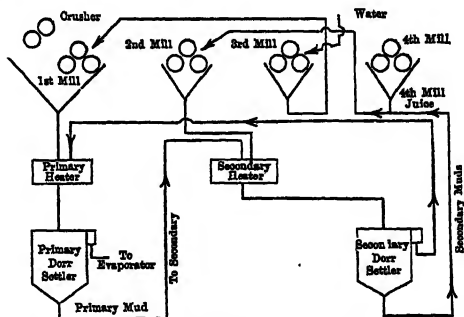 Crusher
Water
2nd Mill
3rd Mill
4th Mill
1st Mill
4th Mill
Juice
Primary
Heater
Secondary
Heater
To Secondary
Secondary Muds
Primary
Dorr
Settler
To
Evaporator
Secondary
Dorr
Settler
Primary Mud